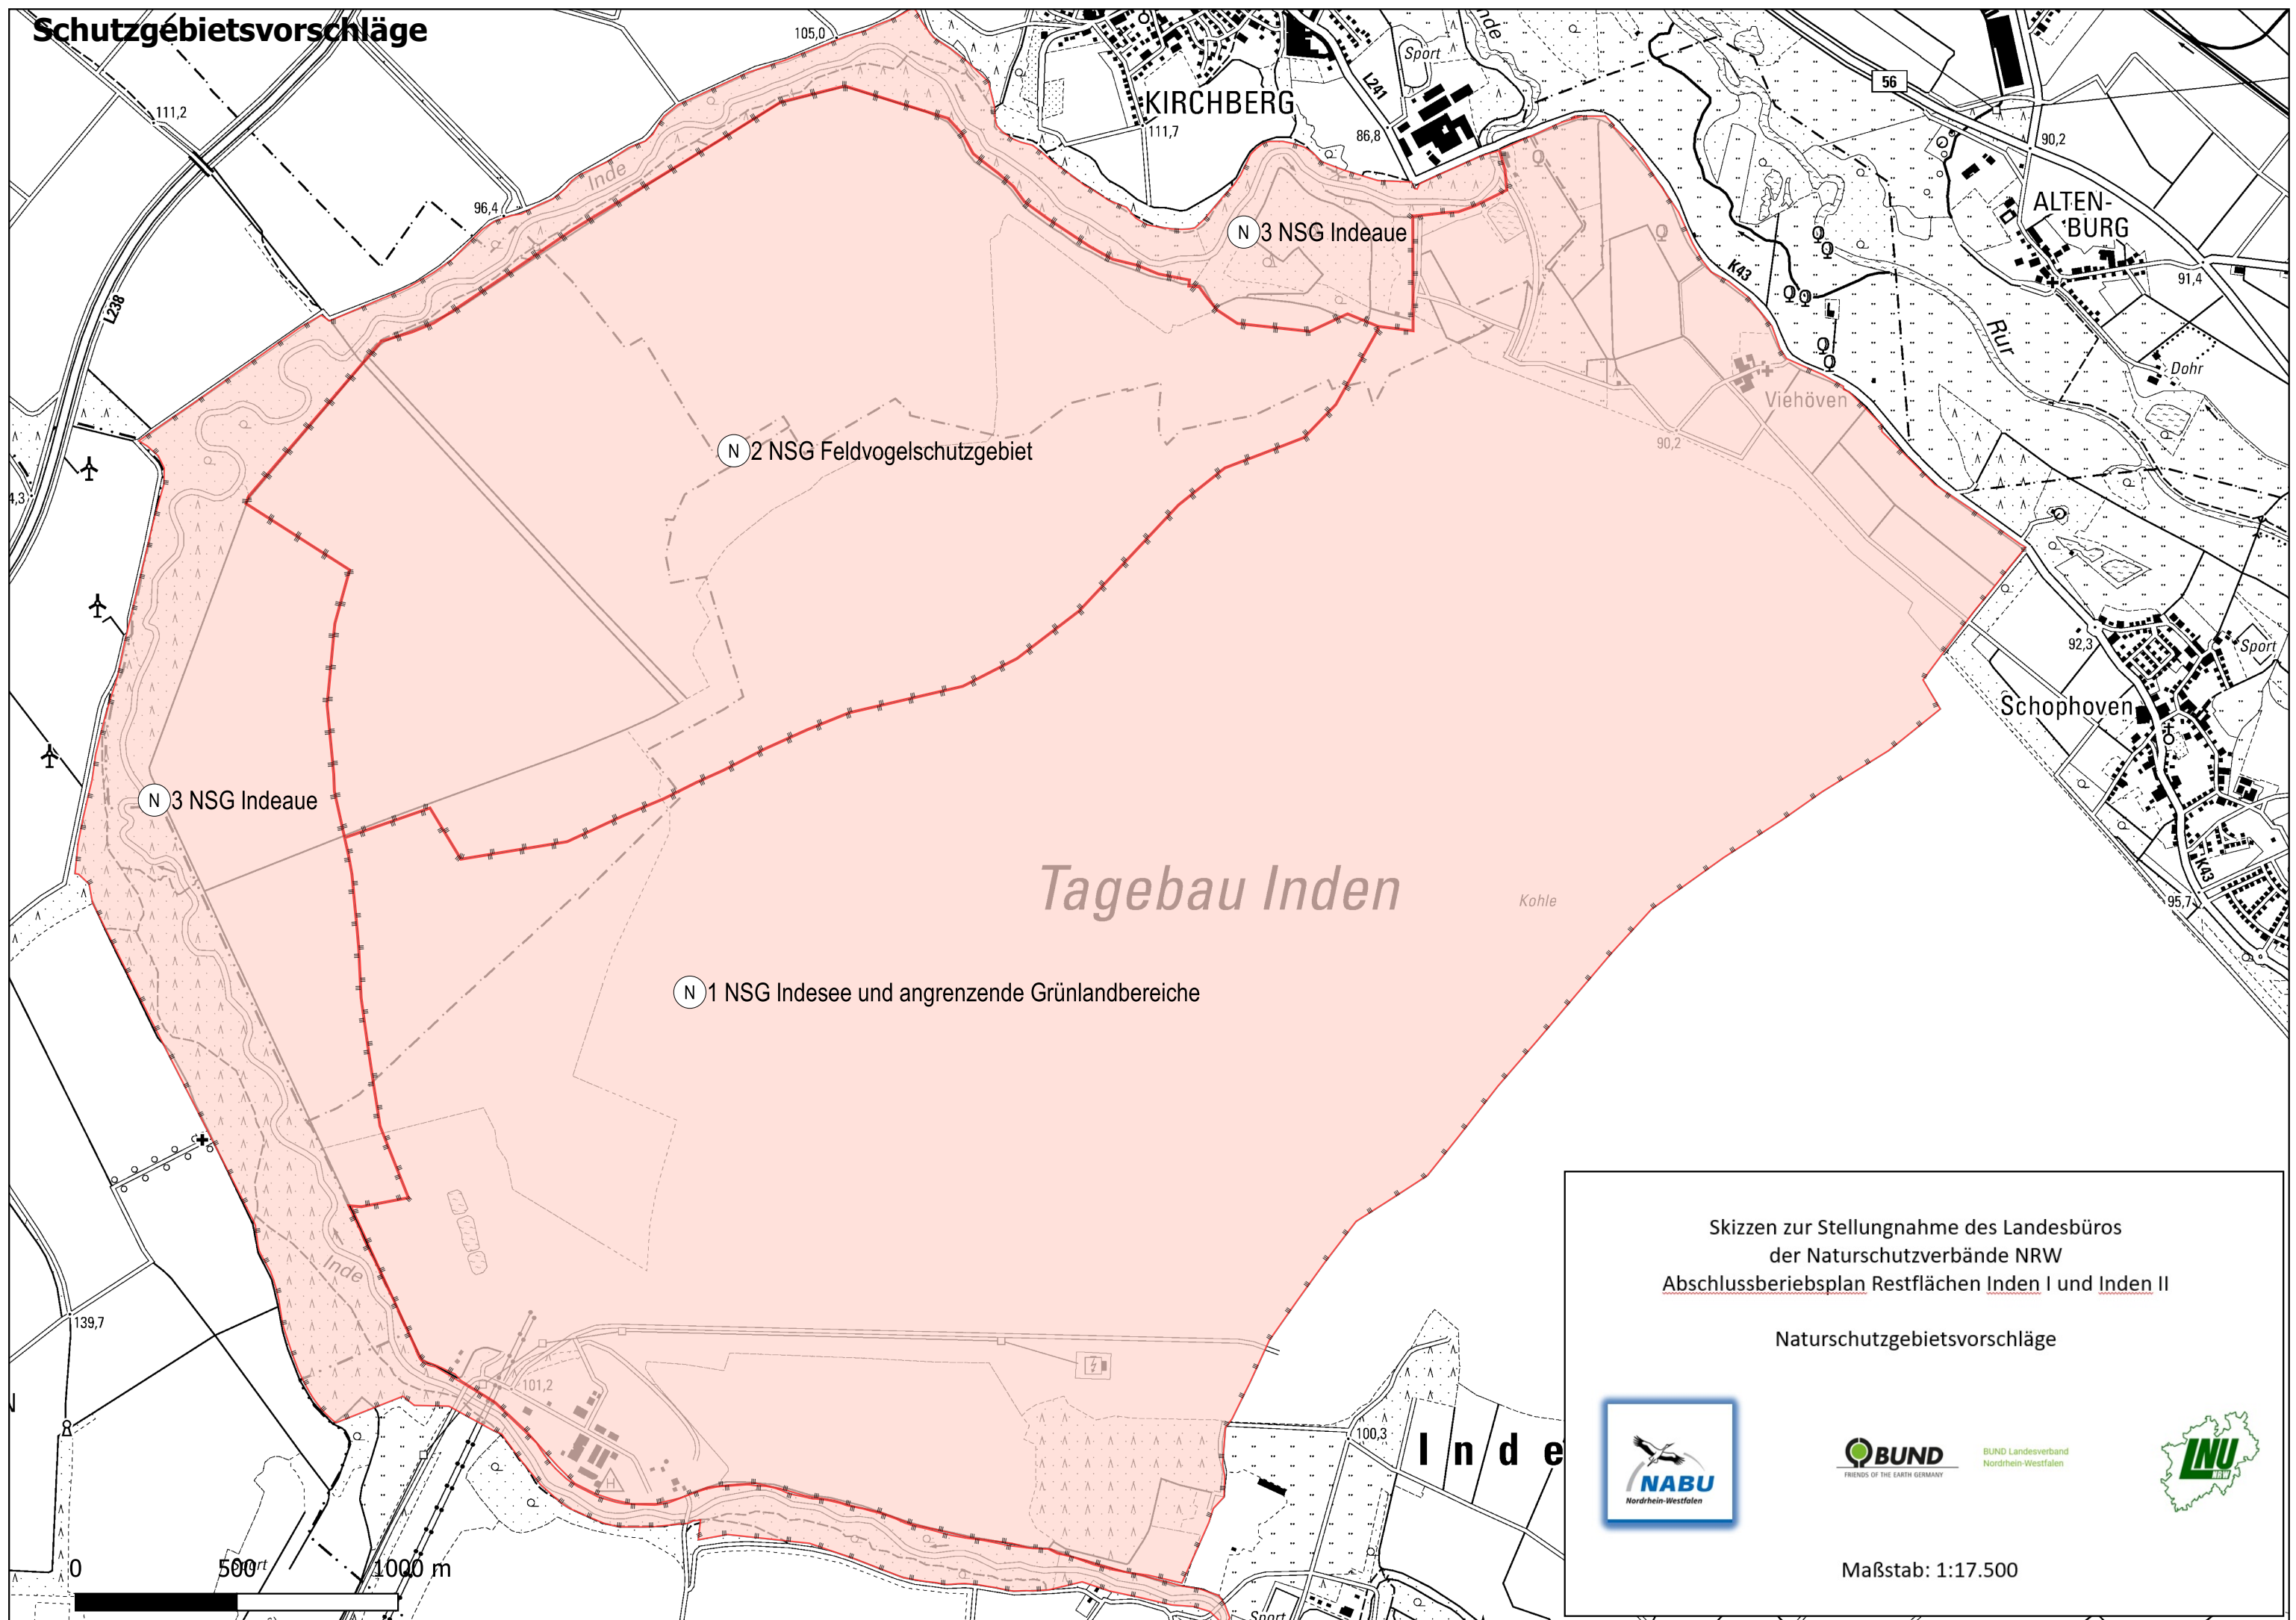 Schutzgebietsvorschläge
105,0
111,2
KIRCHBERG
111,7
L241
86,8
Sport
56
90,2
ALTEN-
BURG
91,4
96,4
Inde
L238
3 NSG Indeaue
N
K43
Rur
Dohr
Viehöven
90,2
N
2 NSG Feldvogelschutzgebiet
4,3
92,3
Sport
Schophoven
N
3 NSG Indeaue
Tagebau Inden
Kohle
K43
95,7
N
1 NSG Indesee und angrenzende Grünlandbereiche
Inde
139,7
101,2
H
100,3
Inde
Sport
Sport
0 500 1000 m
Skizzen zur Stellungnahme des Landesbüros
der Naturschutzverbände NRW
Abschlussberiebsplan Restflächen Inden I und Inden II
Naturschutzgebietsvorschläge
NABU
Nordrhein-Westfalen
BUND
FRIENDS OF THE EARTH GERMANY
BUND Landesverband
Nordrhein-Westfalen
LNU
NRW
Maßstab: 1:17.500